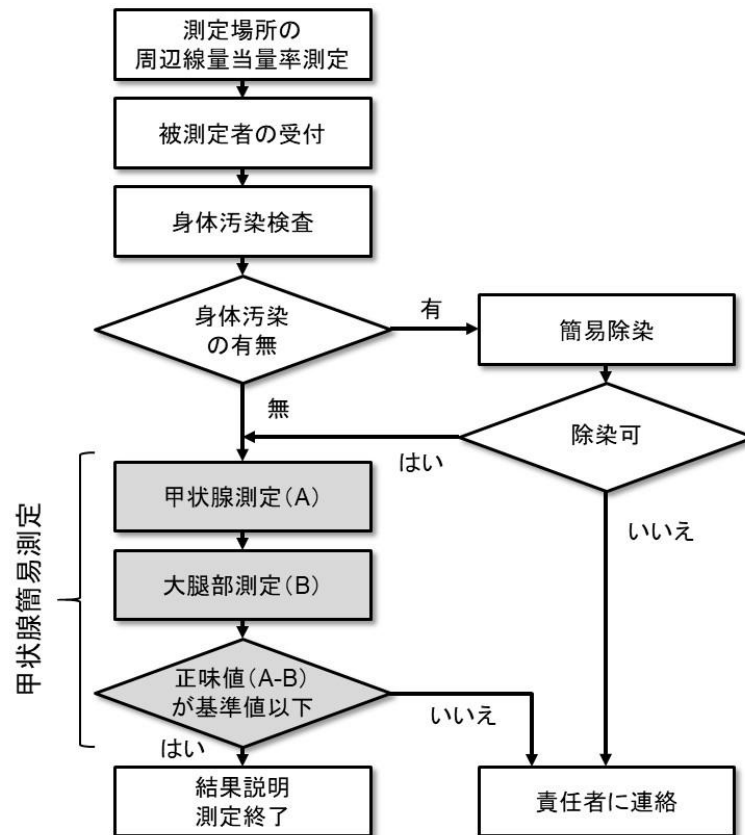 測定場所の
周辺線量当量率測定
被測定者の受付
身体汚染検査
身体汚染
の有無
有
簡易除染
無
除染可
はい
いいえ
甲状腺簡易測定
甲状腺測定(A)
大腿部測定(B)
正味値(A-B)
が基準値以下
いいえ
はい
結果説明
測定終了
責任者に連絡